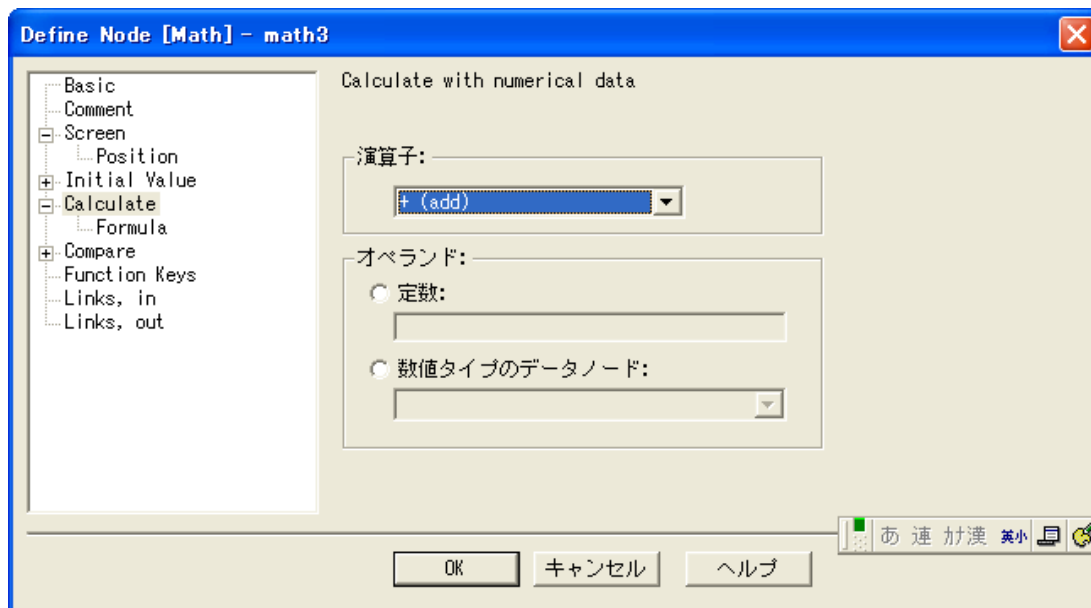 Define Node [Math] - math3
Basic
Comment
Screen
Position
Initial Value
Calculate
Formula
Compare
Function Keys
Links, in
Links, out
Calculate with numerical data
演算子:
+ (add)
オペランド:
定数:
数値タイプのデータノード:
あ 連 カナ漢 英小
OK キャンセル ヘルプ